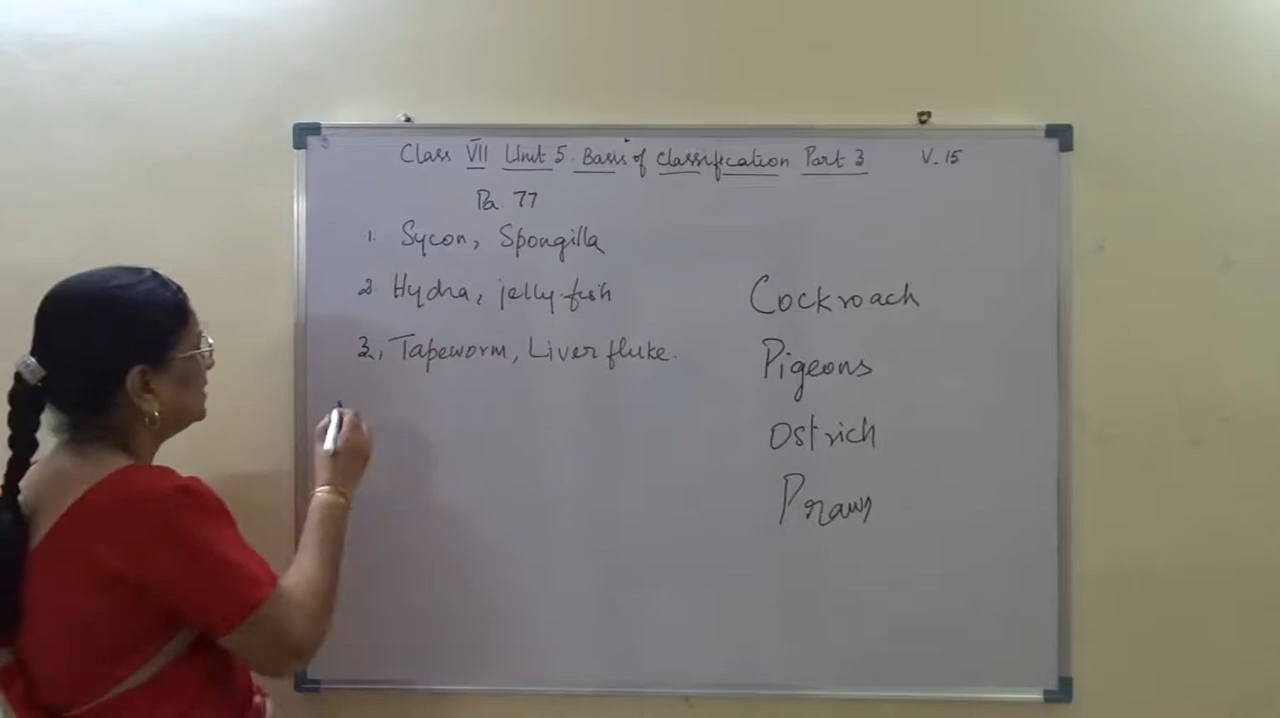 Class VII Unit 5. Basis of classification Part 3 V. 15
Pa. 77
1. Sycon, Spongilla
2. Hydra, jelly-fish
3. Tapeworm, Liver fluke.
Cockroach
Pigeons
Ostrich
Prawn